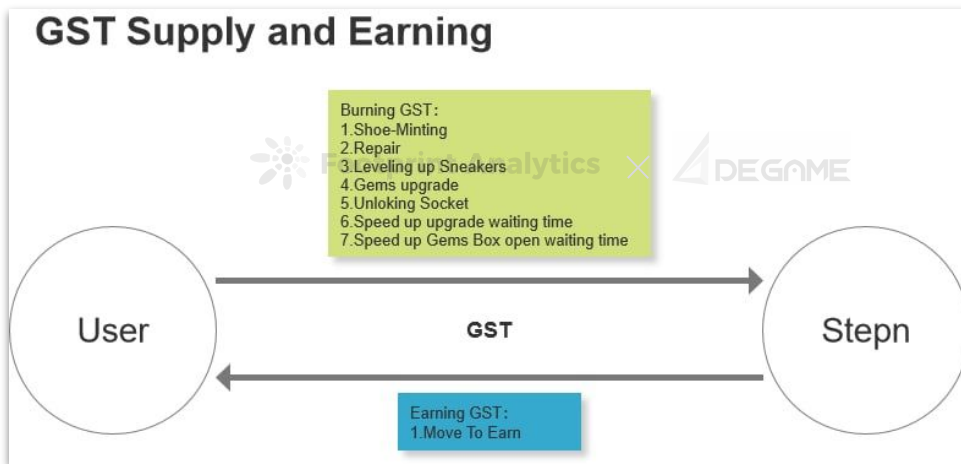 GST Supply and Earning
Burning GST:
1.Shoe-Minting
2.Repair
3.Leveling up Sneakers
4.Gems upgrade
5.Unloking Socket
6.Speed up upgrade waiting time
7.Speed up Gems Box open waiting time
Footprint Analytics × DEGAME
User
GST
Stepn
Earning GST:
1.Move To Earn